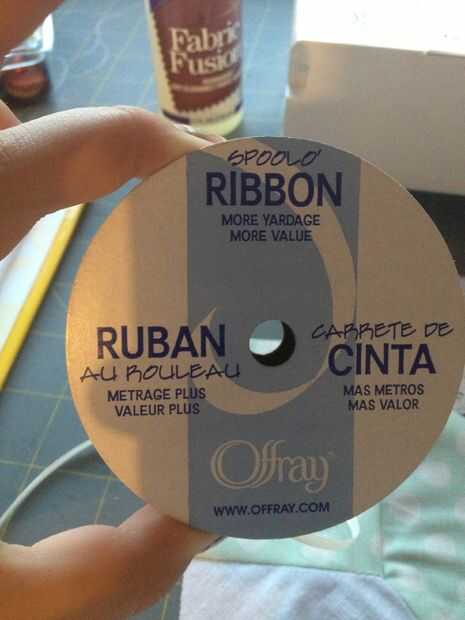 Fabric
Fusion
SPOOLO'
RIBBON
MORE YARDAGE
MORE VALUE
RUBAN
AU ROULEAU
METRAGE PLUS
VALEUR PLUS
CARRETE DE
CINTA
MAS METROS
MAS VALOR
Offray
WWW.OFFRAY.COM